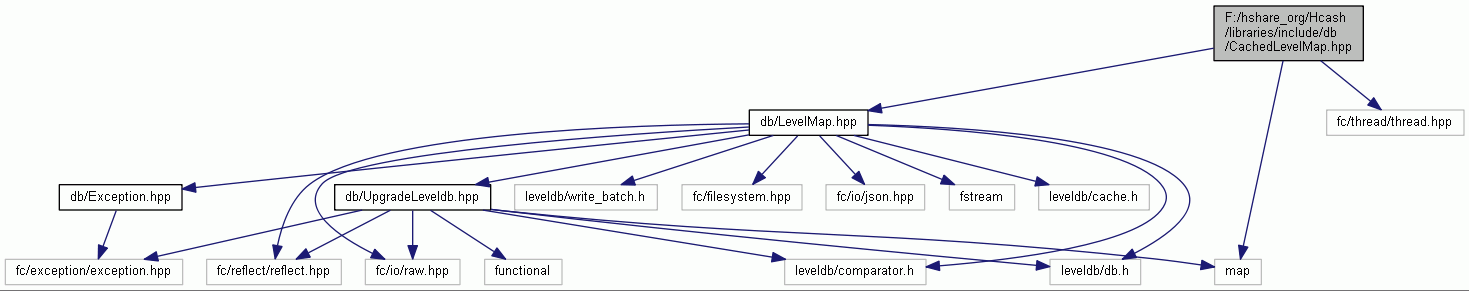 F:/hshare_org/Hcash
/libraries/include/db
/CachedLevelMap.hpp
db/LevelMap.hpp
fc/thread/thread.hpp
db/Exception.hpp
db/UpgradeLeveldb.hpp
leveldb/write_batch.h
fc/filesystem.hpp
fc/io/json.hpp
fstream
leveldb/cache.h
fc/exception/exception.hpp
fc/reflect/reflect.hpp
fc/io/raw.hpp
functional
leveldb/comparator.h
leveldb/db.h
map